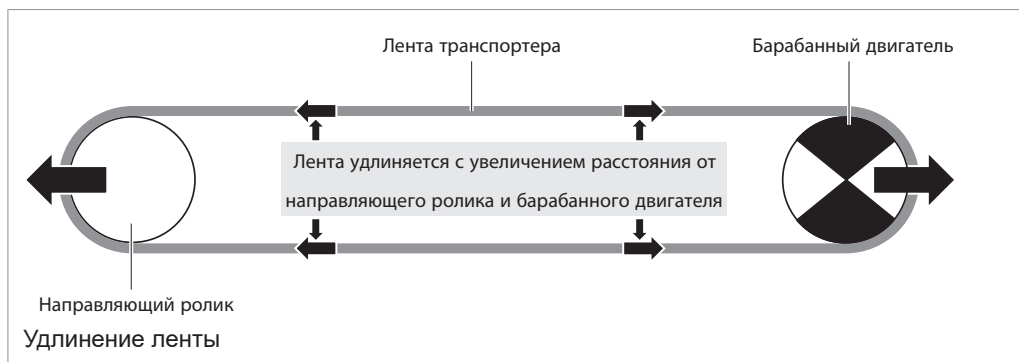 Лента транспортера
Барабанный двигатель
Лента удлиняется с увеличением расстояния от
направляющего ролика и барабанного двигателя
Направляющий ролик
Удлинение ленты